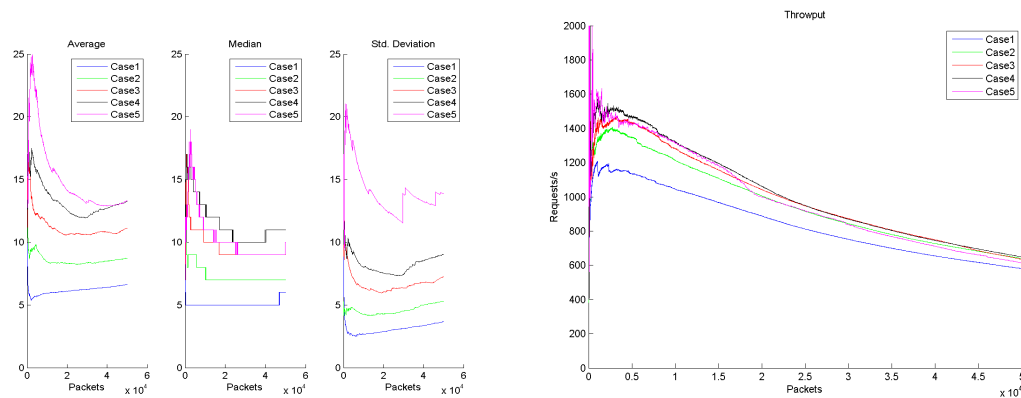 Average
25
20
15
10
5
0
0 2 4 6
Packets
x 10^4
Case1
Case2
Case3
Case4
Case5
Median
25
20
15
10
5
0
0 2 4 6
Packets
x 10^4
Case1
Case2
Case3
Case4
Case5
Std. Deviation
25
20
15
10
5
0
0 2 4 6
Packets
x 10^4
Case1
Case2
Case3
Case4
Case5
Throwput
2000
1800
1600
1400
1200
1000
800
600
400
200
0
Requests/s
0 0.5 1 1.5 2 2.5 3 3.5 4 4.5
Packets
Case1
Case2
Case3
Case4
Case5